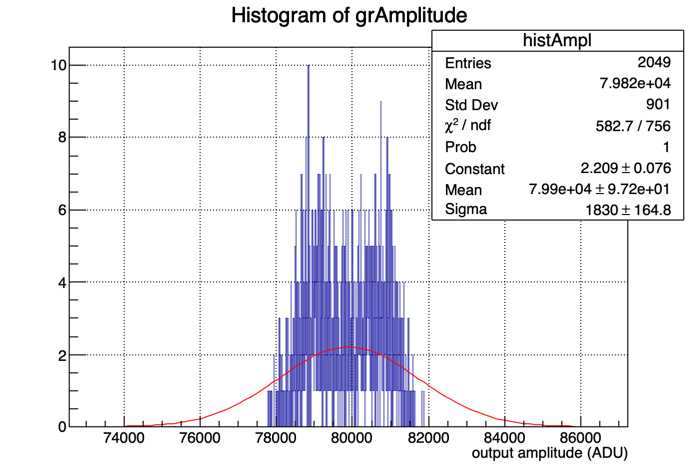 Histogram of grAmplitude
histAmpl
Entries 2049
Mean 7.982e+04
Std Dev 901
χ² / ndf 582.7 / 756
Prob 1
Constant 2.209 ± 0.076
Mean 7.99e+04 ± 9.72e+01
Sigma 1830 ± 164.8
10
8
6
4
2
0
74000 76000 78000 80000 82000 84000 86000
output amplitude (ADU)